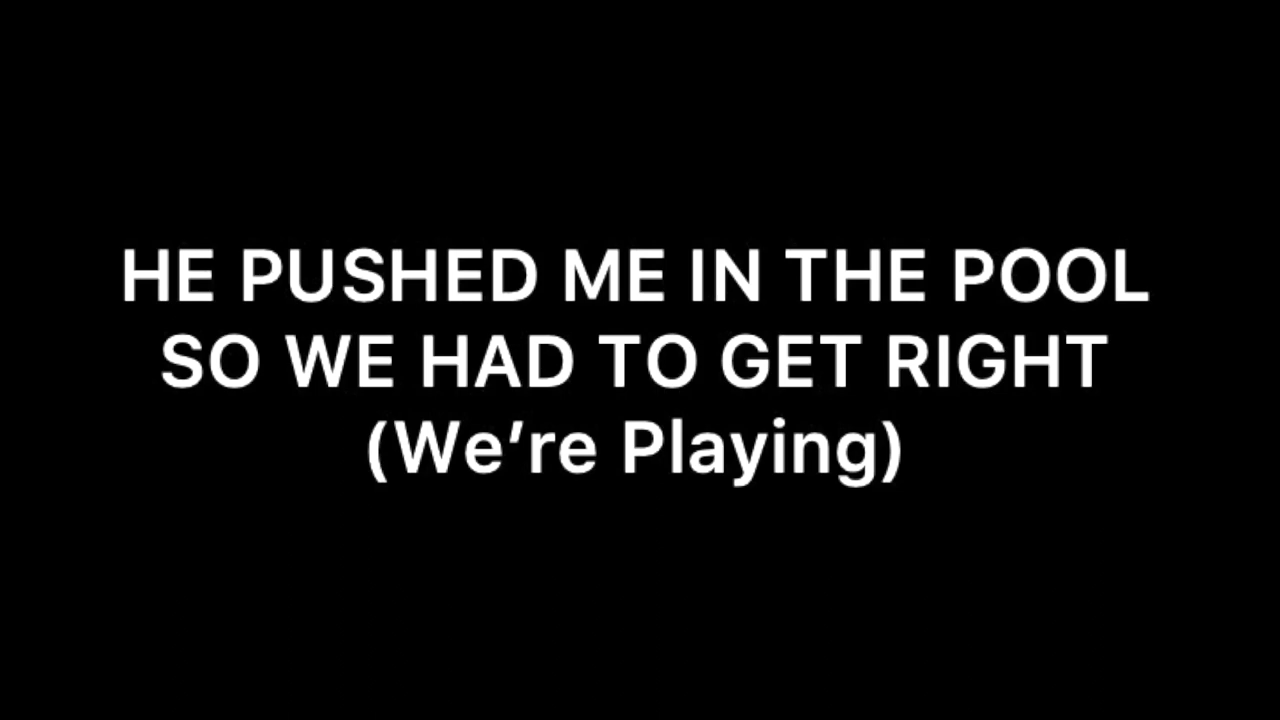 HE PUSHED ME IN THE POOL
SO WE HAD TO GET RIGHT
(We’re Playing)